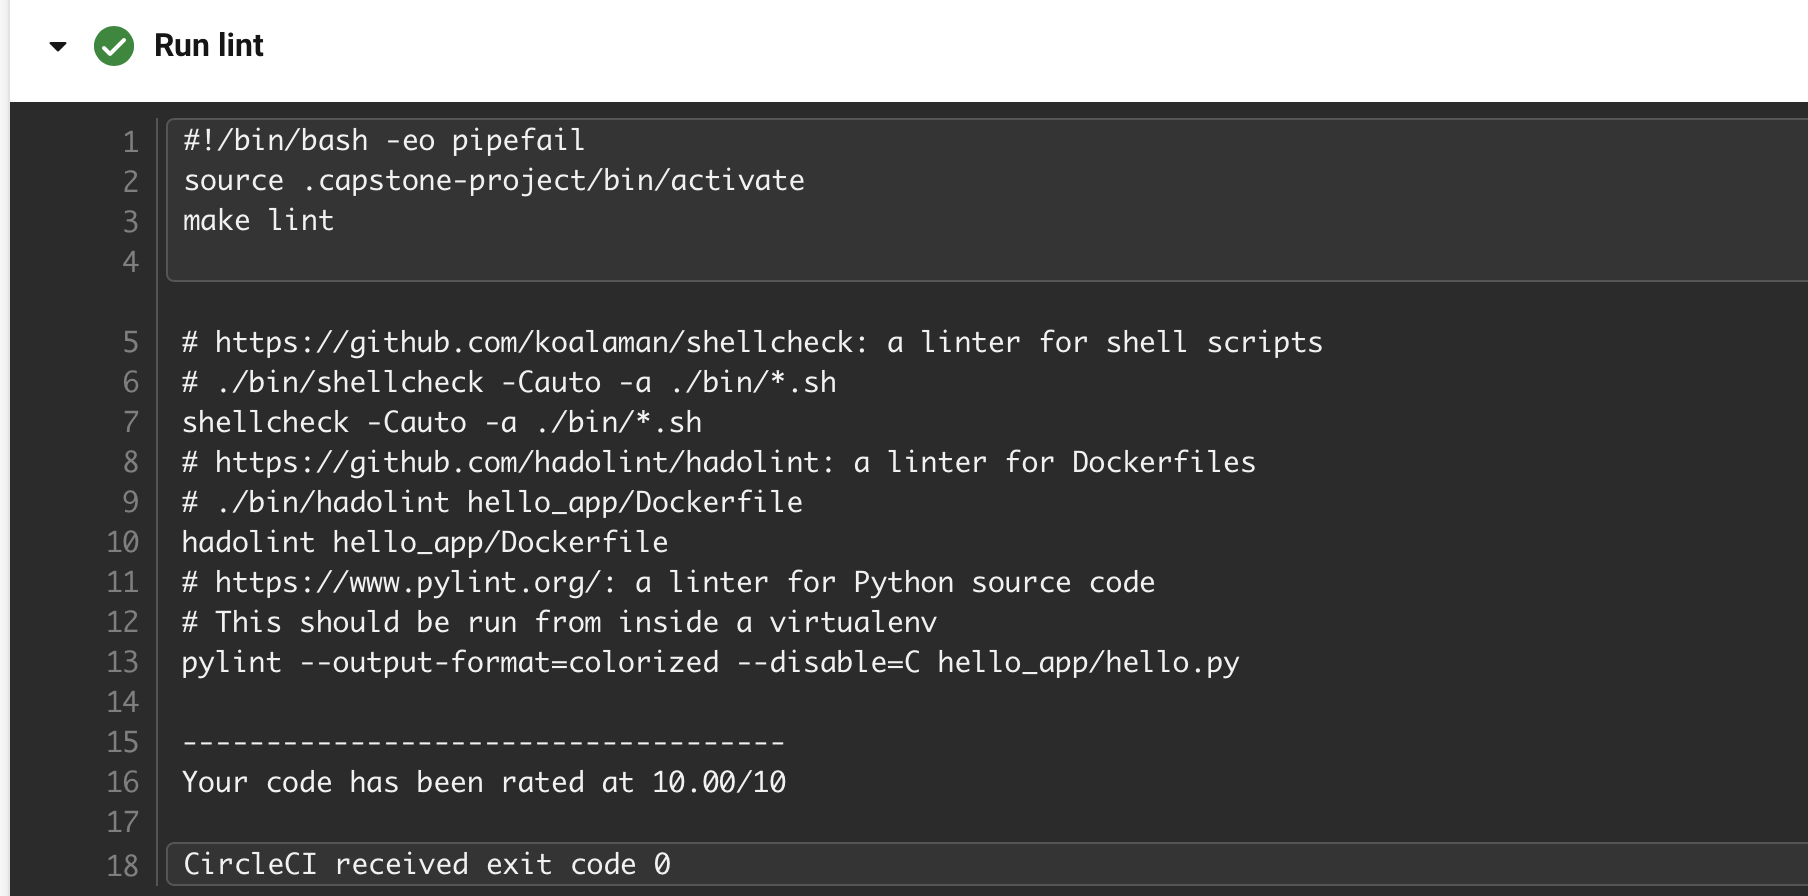 Run lint
1 #!/bin/bash -eo pipefail
2 source .capstone-project/bin/activate
3 make lint
4
5 # https://github.com/koalaman/shellcheck: a linter for shell scripts
6 # ./bin/shellcheck -Cauto -a ./bin/*.sh
7 shellcheck -Cauto -a ./bin/*.sh
8 # https://github.com/hadolint/hadolint: a linter for Dockerfiles
9 # ./bin/hadolint hello_app/Dockerfile
10 hadolint hello_app/Dockerfile
11 # https://www.pylint.org/: a linter for Python source code
12 # This should be run from inside a virtualenv
13 pylint --output-format=colorized --disable=C hello_app/hello.py
14
15 ------------------------------------
16 Your code has been rated at 10.00/10
17
18 CircleCI received exit code 0